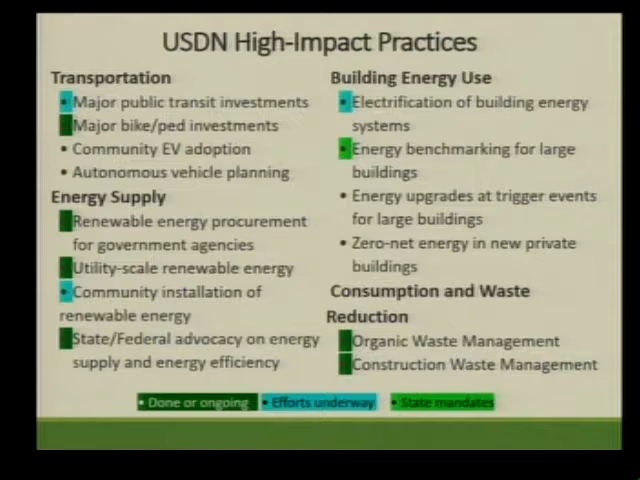 USDN High-Impact Practices
Transportation
• Major public transit investments
Major bike/ped investments
• Community EV adoption
• Autonomous vehicle planning
Energy Supply
Renewable energy procurement
for government agencies
Utility-scale renewable energy
• Community installation of
renewable energy
State/Federal advocacy on energy
supply and energy efficiency
Building Energy Use
• Electrification of building energy
systems
• Energy benchmarking for large
buildings
• Energy upgrades at trigger events
for large buildings
• Zero-net energy in new private
buildings
Consumption and Waste
Reduction
Organic Waste Management
Construction Waste Management
• Done or ongoing
• Efforts underway
• State mandates